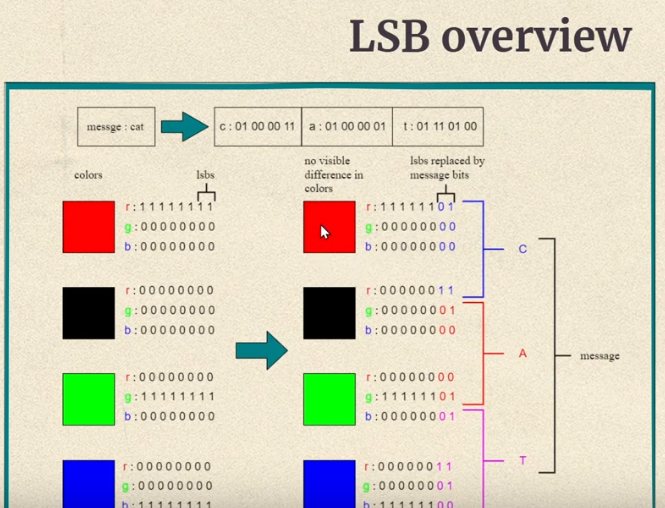 LSB overview
messge : cat
c : 01 00 00 11
a : 01 00 00 01
t : 01 11 01 00
colors
lsbs
no visible
difference in
colors
lsbs replaced by
message bits
r : 1 1 1 1 1 1 1 1
g : 0 0 0 0 0 0 0 0
b : 0 0 0 0 0 0 0 0
r : 1 1 1 1 1 1 0 1
g : 0 0 0 0 0 0 0 0
b : 0 0 0 0 0 0 0 0
C
r : 0 0 0 0 0 0 0 0
g : 0 0 0 0 0 0 0 0
b : 0 0 0 0 0 0 0 0
r : 0 0 0 0 0 0 1 1
g : 0 0 0 0 0 0 0 1
b : 0 0 0 0 0 0 0 0
A
message
r : 0 0 0 0 0 0 0 0
g : 1 1 1 1 1 1 1 1
b : 0 0 0 0 0 0 0 0
r : 0 0 0 0 0 0 0 0
g : 1 1 1 1 1 1 0 1
b : 0 0 0 0 0 0 0 1
T
r : 0 0 0 0 0 0 0 0
g : 0 0 0 0 0 0 0 0
b : 1 1 1 1 1 1 1 1
r : 0 0 0 0 0 0 1 1
g : 0 0 0 0 0 0 0 1
b : 1 1 1 1 1 1 0 0